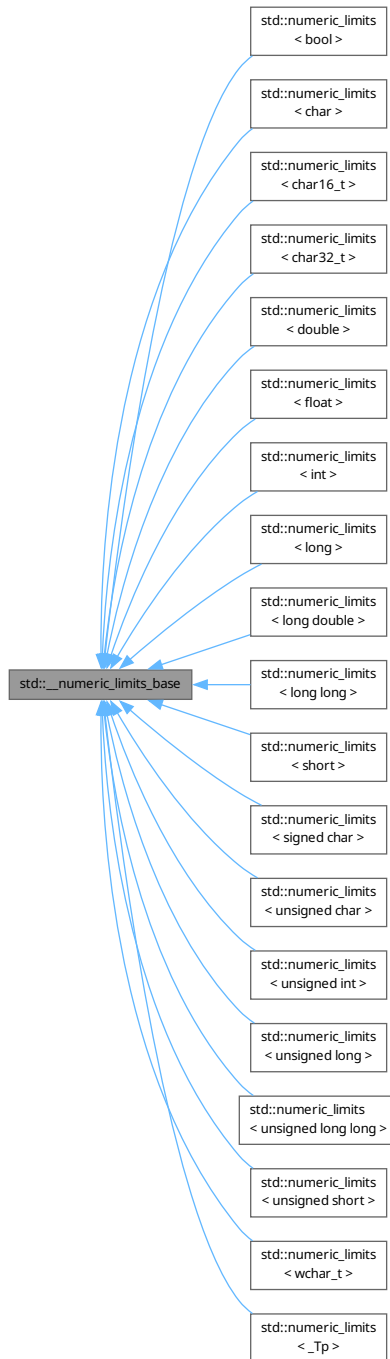 std::numeric_limits
< bool >
std::numeric_limits
< char >
std::numeric_limits
< char16_t >
std::numeric_limits
< char32_t >
std::numeric_limits
< double >
std::numeric_limits
< float >
std::numeric_limits
< int >
std::numeric_limits
< long >
std::numeric_limits
< long double >
std::__numeric_limits_base
std::numeric_limits
< long long >
std::numeric_limits
< short >
std::numeric_limits
< signed char >
std::numeric_limits
< unsigned char >
std::numeric_limits
< unsigned int >
std::numeric_limits
< unsigned long >
std::numeric_limits
< unsigned long long >
std::numeric_limits
< unsigned short >
std::numeric_limits
< wchar_t >
std::numeric_limits
< _Tp >